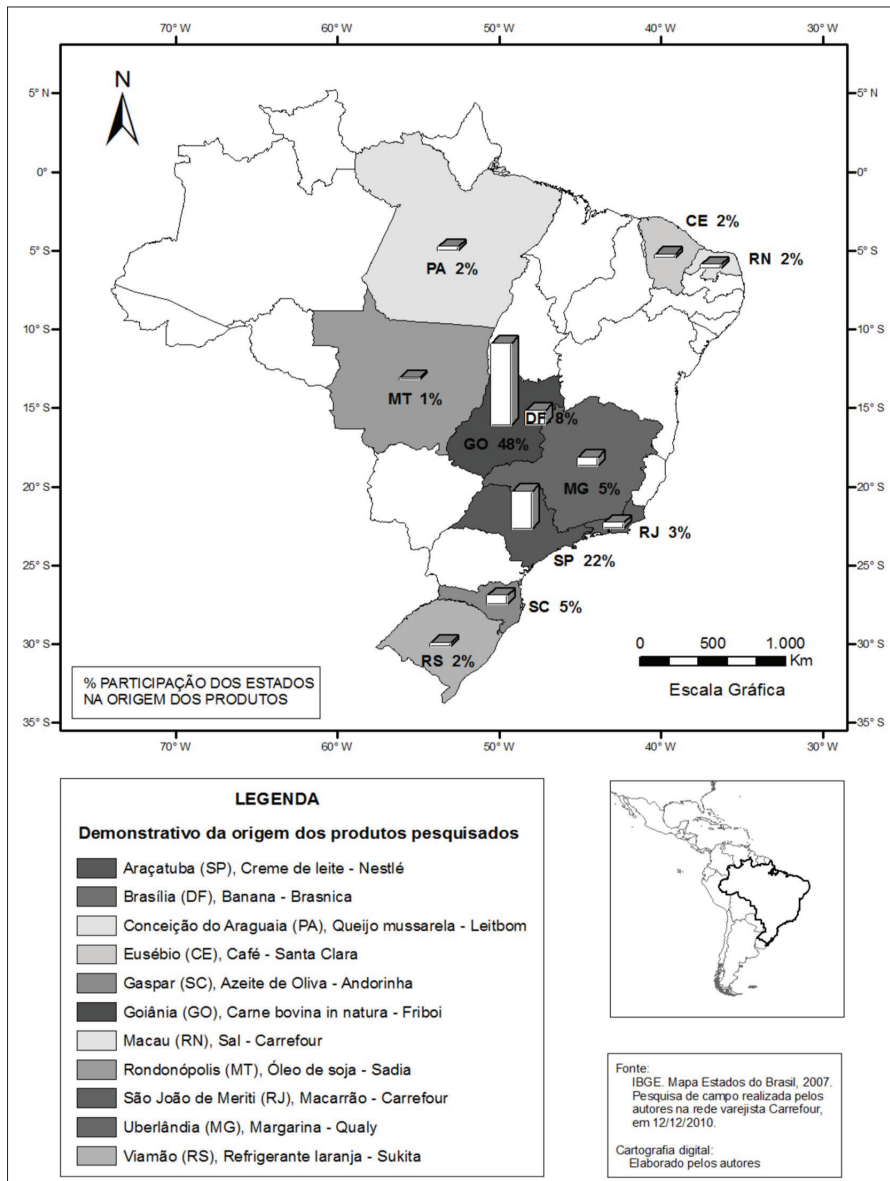 70° W 60° W 50° W 40° W 30° W
N
5° N 5° N
0° 0°
CE 2%
5° S 5° S
RN 2%
PA 2%
10° S 10° S
MT 1%
15° S 15° S
DF 8%
GO 48%
20° S 20° S
MG 5%
RJ 3%
SP 22%
25° S 25° S
SC 5%
30° S 30° S
RS 2%
0 500 1.000
Km
Escala Gráfica
% PARTICIPAÇÃO DOS ESTADOS
NA ORIGEM DOS PRODUTOS
35° S 35° S
70° W 60° W 50° W 40° W 30° W
LEGENDA
Demonstrativo da origem dos produtos pesquisados
Araçatuba (SP), Creme de leite - Nestlé
Brasília (DF), Banana - Brasnica
Conceição do Araguaia (PA), Queijo mussarela - Leitbom
Eusébio (CE), Café - Santa Clara
Gaspar (SC), Azeite de Oliva - Andorinha
Goiânia (GO), Carne bovina in natura - Friboi
Macau (RN), Sal - Carrefour
Rondonópolis (MT), Óleo de soja - Sadia
São João de Meriti (RJ), Macarrão - Carrefour
Uberlândia (MG), Margarina - Qualy
Viamão (RS), Refrigerante laranja - Sukita
Fonte:
IBGE. Mapa Estados do Brasil, 2007.
Pesquisa de campo realizada pelos
autores na rede varejista Carrefour,
em 12/12/2010.
Cartografia digital:
Elaborado pelos autores